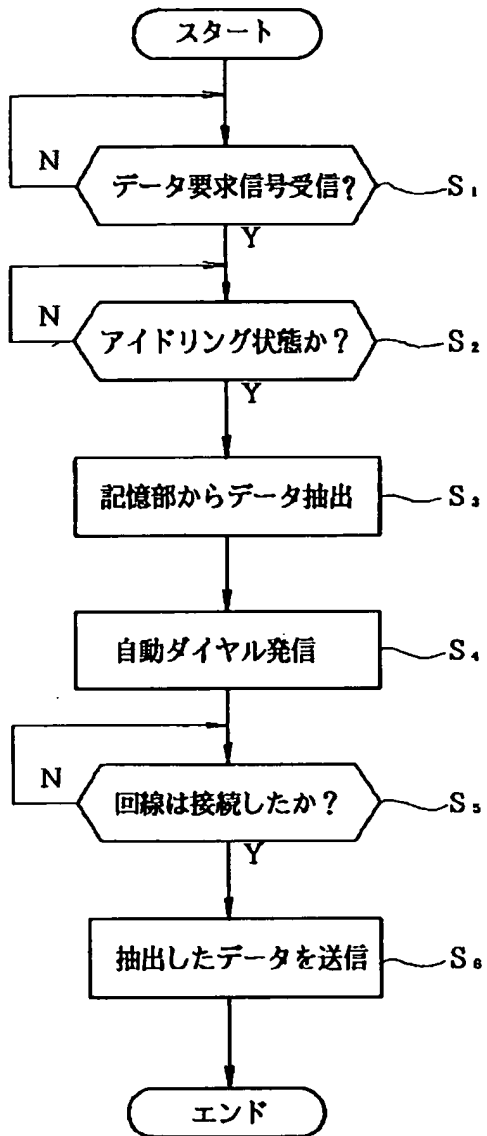 スタート
N
データ要求信号受信?
S₁
Y
N
アイドリング状態か?
S₂
Y
記憶部からデータ抽出
S₃
自動ダイヤル発信
S₄
N
回線は接続したか?
S₅
Y
抽出したデータを送信
S₆
エンド